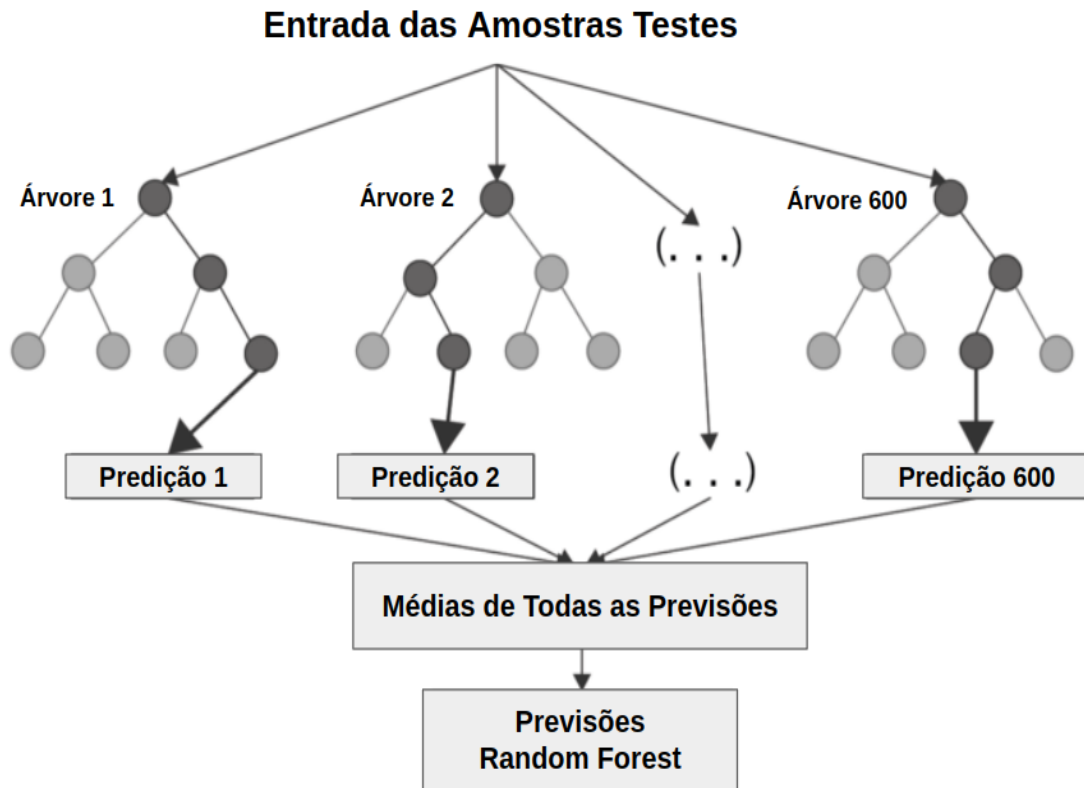 Entrada das Amostras Testes
Árvore 1
Árvore 2
Árvore 600
(. . .)
Predição 1
Predição 2
(. . .)
Predição 600
Médias de Todas as Previsões
Previsões
Random Forest